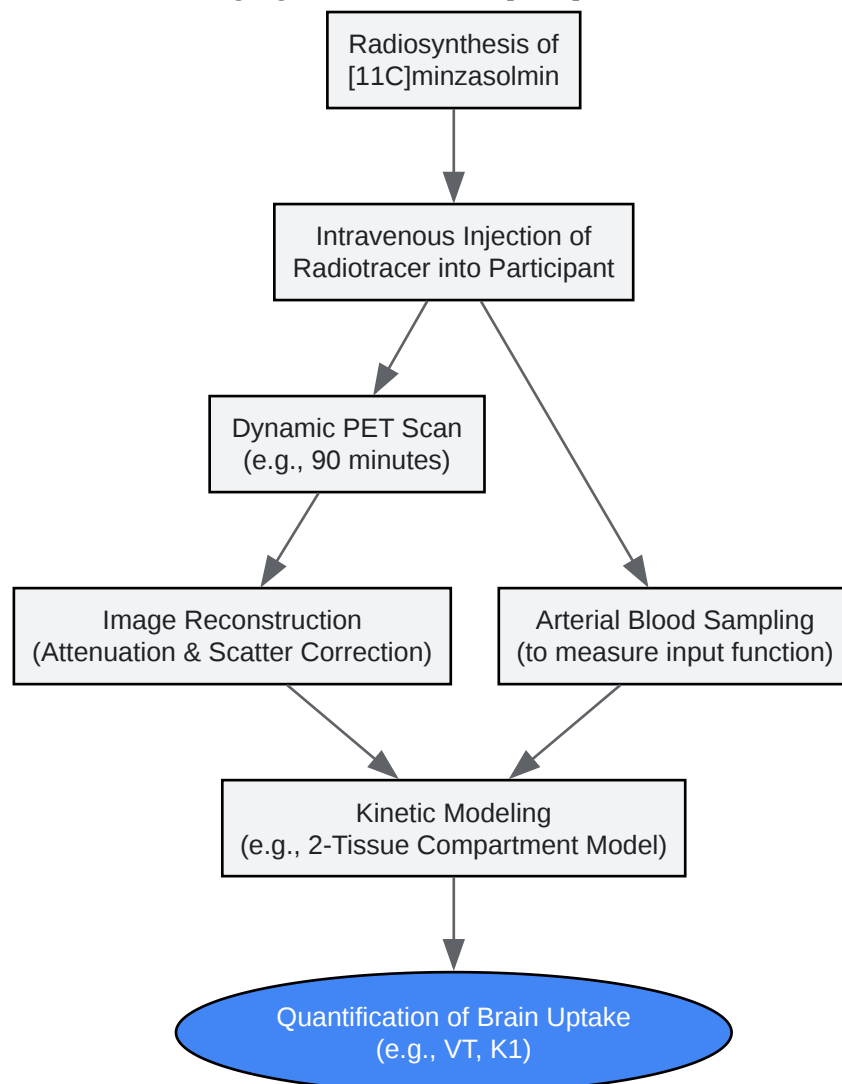 Radiosynthesis of
[11C]minzasolmin
Intravenous Injection of
Radiotracer into Participant
Dynamic PET Scan
(e.g., 90 minutes)
Image Reconstruction
(Attenuation & Scatter Correction)
Arterial Blood Sampling
(to measure input function)
Kinetic Modeling
(e.g., 2-Tissue Compartment Model)
Quantification of Brain Uptake
(e.g., VT, K1)